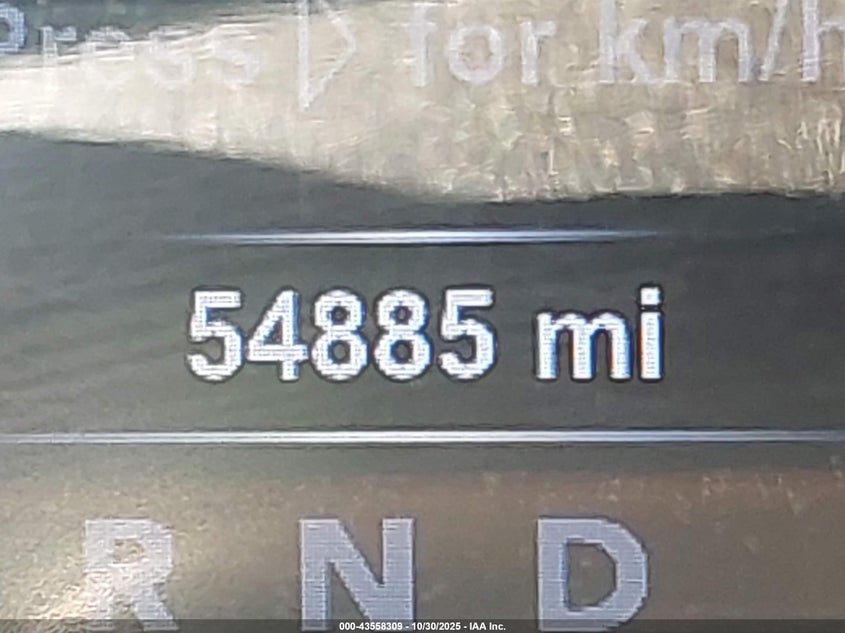 Press ▷ for km/h
54885 mi
R N D
000-43558309 - 10/30/2025 - IAA Inc.